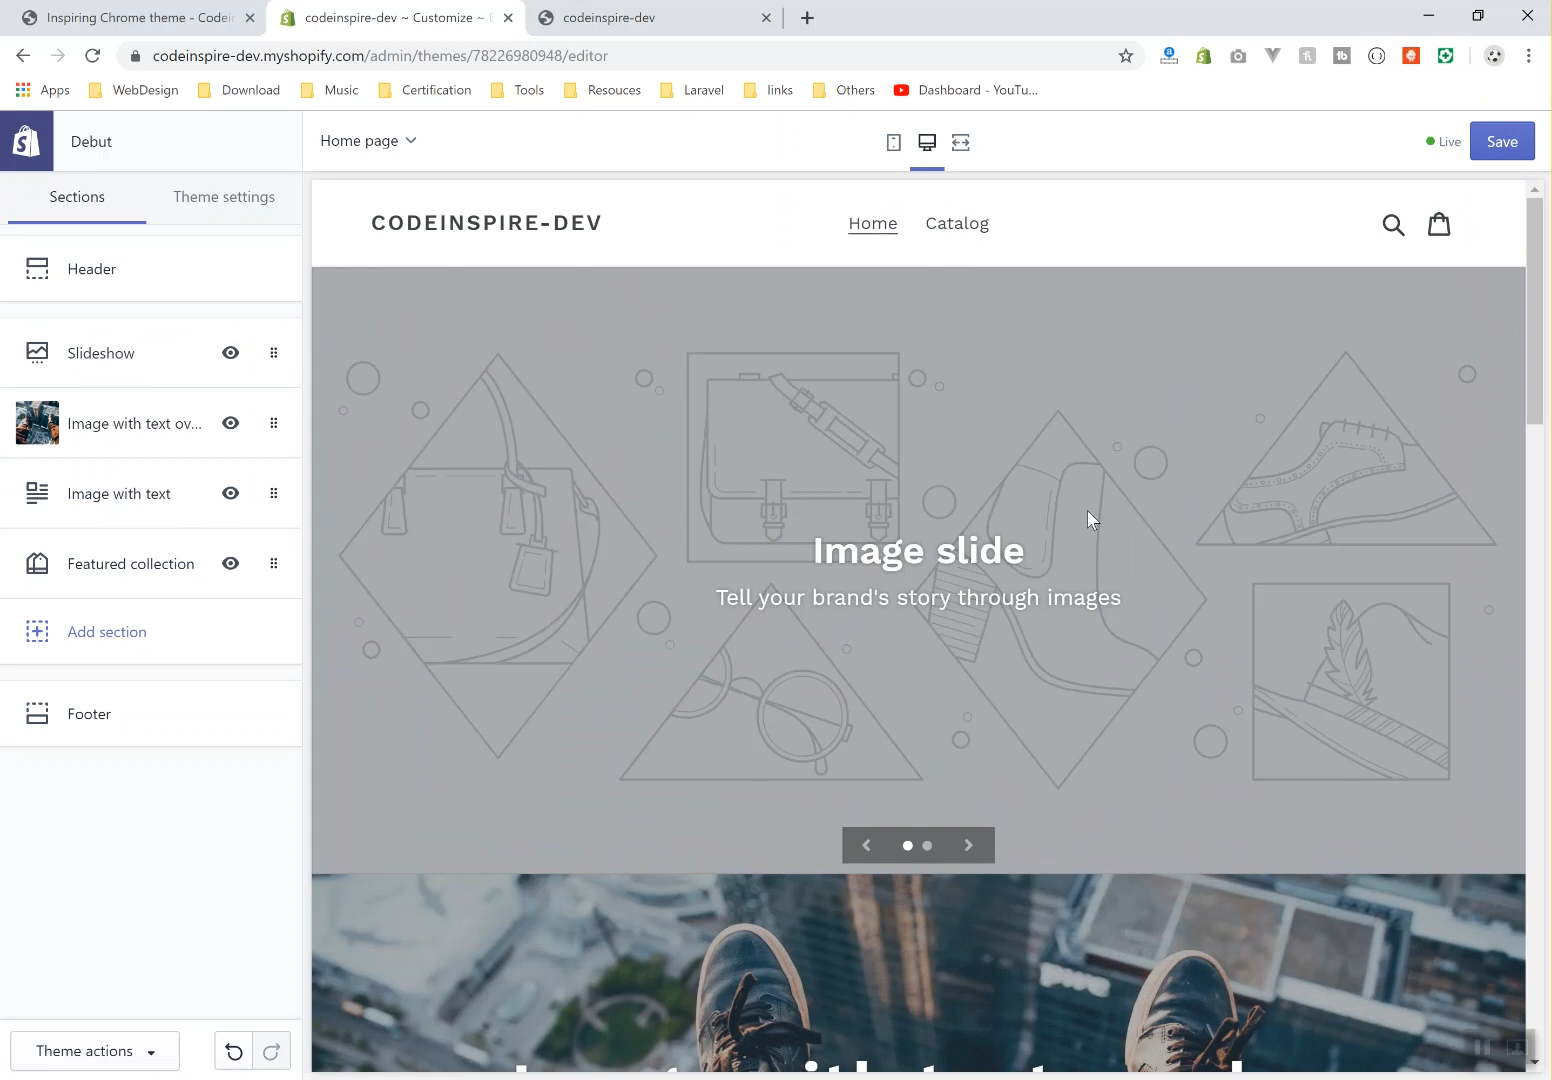 Inspiring Chrome theme - Codei
codeinspire-dev ~ Customize ~
codeinspire-dev
codeinspire-dev.myshopify.com/admin/themes/78226980948/editor
Apps
WebDesign
Download
Music
Certification
Tools
Resouces
Laravel
links
Others
Dashboard - YouTu...
Debut
Home page
Live
Save
Sections
Theme settings
CODEINSPIRE-DEV
Home
Catalog
Header
Slideshow
Image with text ov...
Image with text
Featured collection
Add section
Footer
Image slide
Tell your brand's story through images
Theme actions